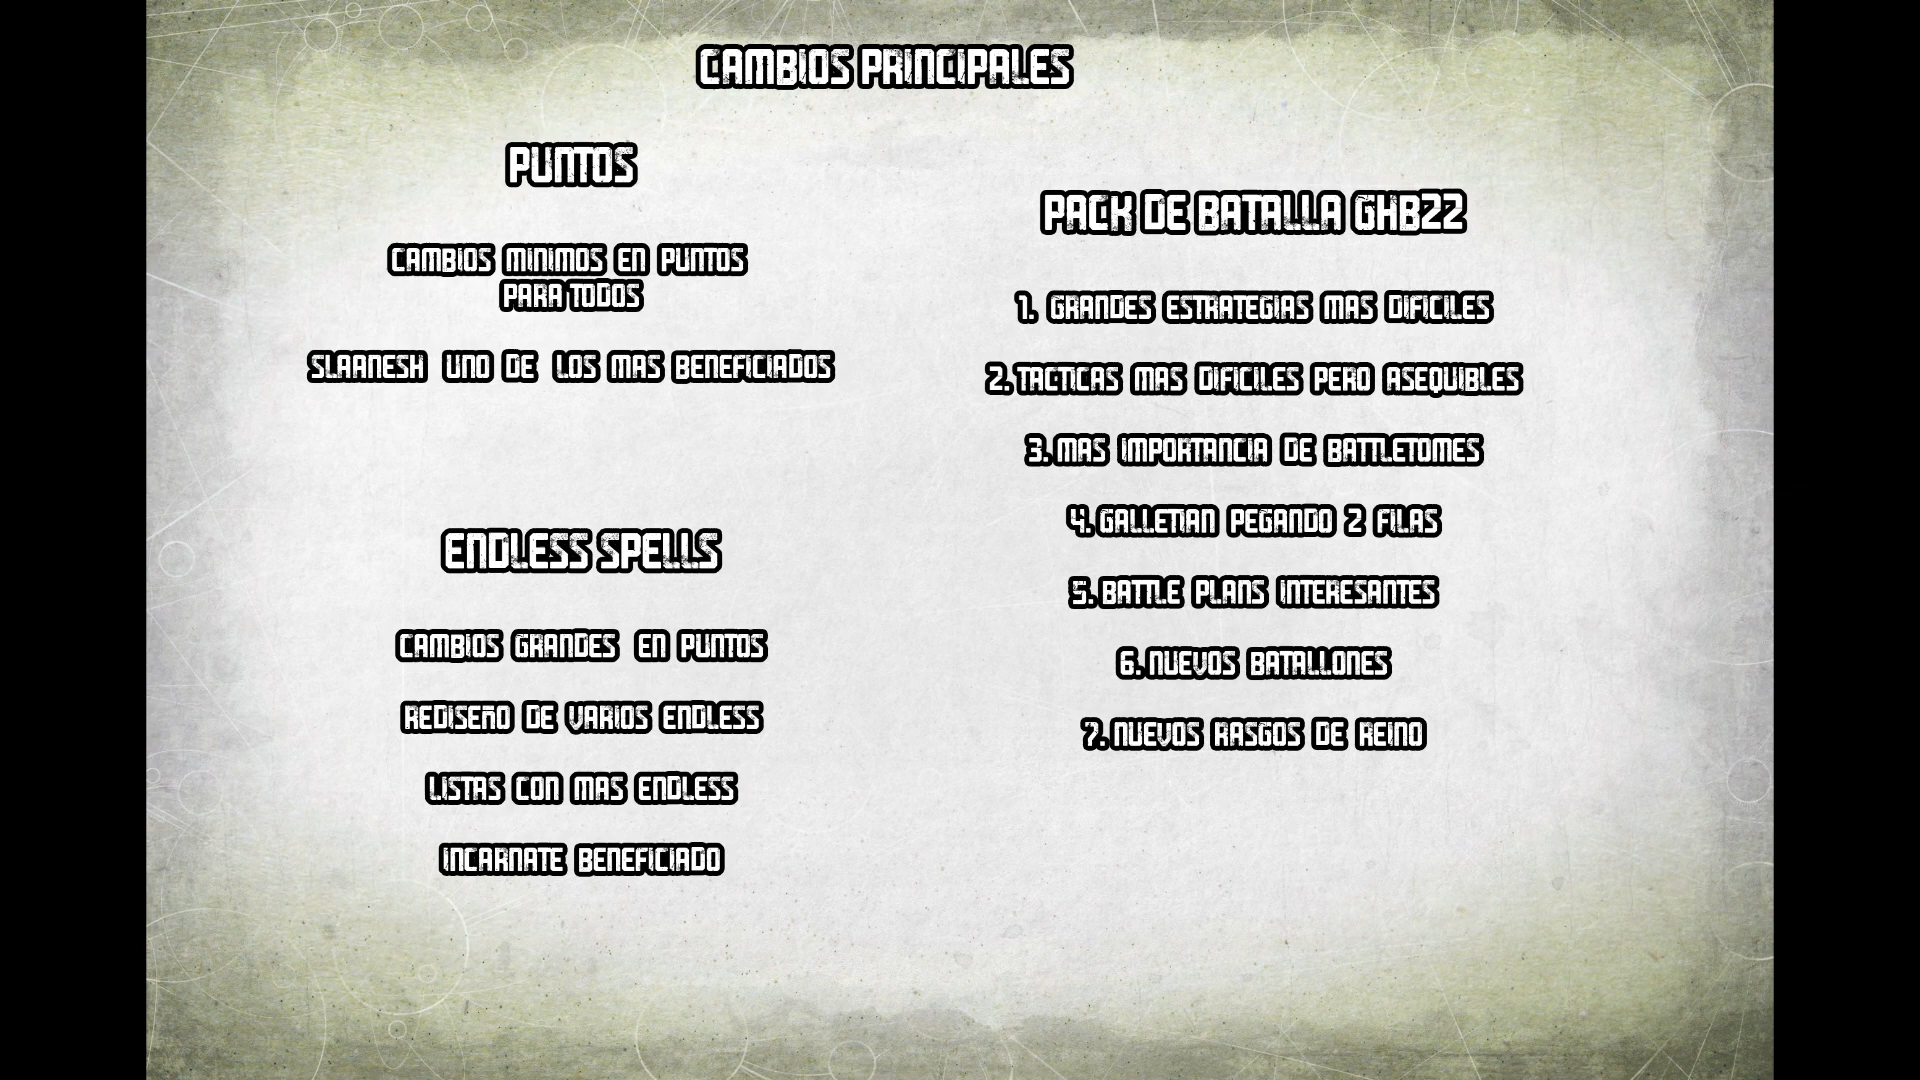 CAMBIOS PRINCIPALES
PUNTOS
CAMBIOS MINIMOS EN PUNTOS
PARA TODOS
SLAANESH UNO DE LOS MAS BENEFICIADOS
ENDLESS SPELLS
CAMBIOS GRANDES EN PUNTOS
REDISEÑO DE VARIOS ENDLESS
LISTAS CON MAS ENDLESS
INCARNATE BENEFICIADO
PACK DE BATALLA GHB22
1. GRANDES ESTRATEGIAS MAS DIFICILES
2. TACTICAS MAS DIFICILES PERO ASEQUIBLES
3. MAS IMPORTANCIA DE BATTLETOMES
4. GALLETIAN PEGANDO 2 FILAS
5. BATTLE PLANS INTERESANTES
6. NUEVOS BATALLONES
7. NUEVOS RASGOS DE REINO